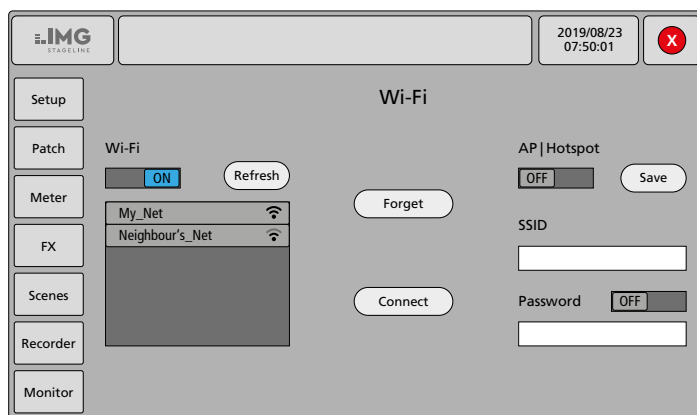 IMG
STAGELINE
2019/08/23
07:50:01
X
Setup
Patch
Meter
FX
Scenes
Recorder
Monitor
Wi-Fi
Wi-Fi
ON
Refresh
My_Net
Neighbour's_Net
Forget
Connect
AP|Hotspot
OFF
Save
SSID
Password
OFF